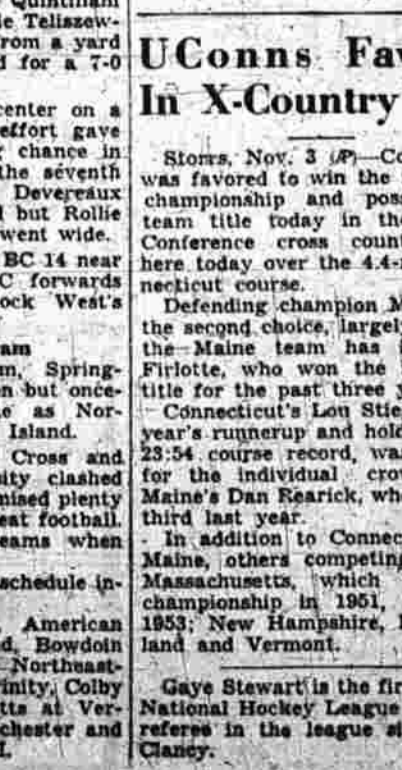 Quintiliani
le Teliszew-
rom a yard
d for a 7-0
center on a
effort gave
chance in
the seventh
Devereaux
but Rollie
went wide.
BC 14 near
C forwards
ock West's
am
m, Spring-
n but once-
e as Nor-
Island.
Cross and
ity clashed
mised plenty
eat football.
eams when
schedule in-
American
d, Bowdoin
Northeast-
inity, Colby
tts at Ver-
chester and
UConns Fav
In X-Country
Storrs, Nov. 3 (AP)—Co
was favored to win the
championship and pos
team title today in the
Conference cross coun
here today over the 4.4-
necticut course.
Defending champion M
the second choice, largel
the Maine team has
Firlotte, who won the
title for the past three y
Connecticut's Lou Stie
year's runnerup and hold
23:54 course record, wa
for the individual crow
Maine's Dan Rearick, wh
third last year.
In addition to Connec
Maine, others competing
Massachusetts, which
championship in 1951,
1953; New Hampshire,
land and Vermont.
Gaye Stewart is the fir
National Hockey League
referee in the league si
Clancy.